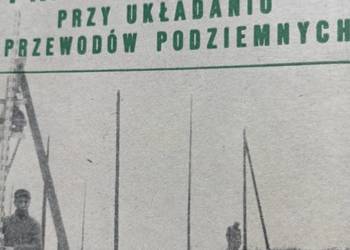 PRZY UKŁADANIU
PRZEWODÓW PODZIEMNYCH